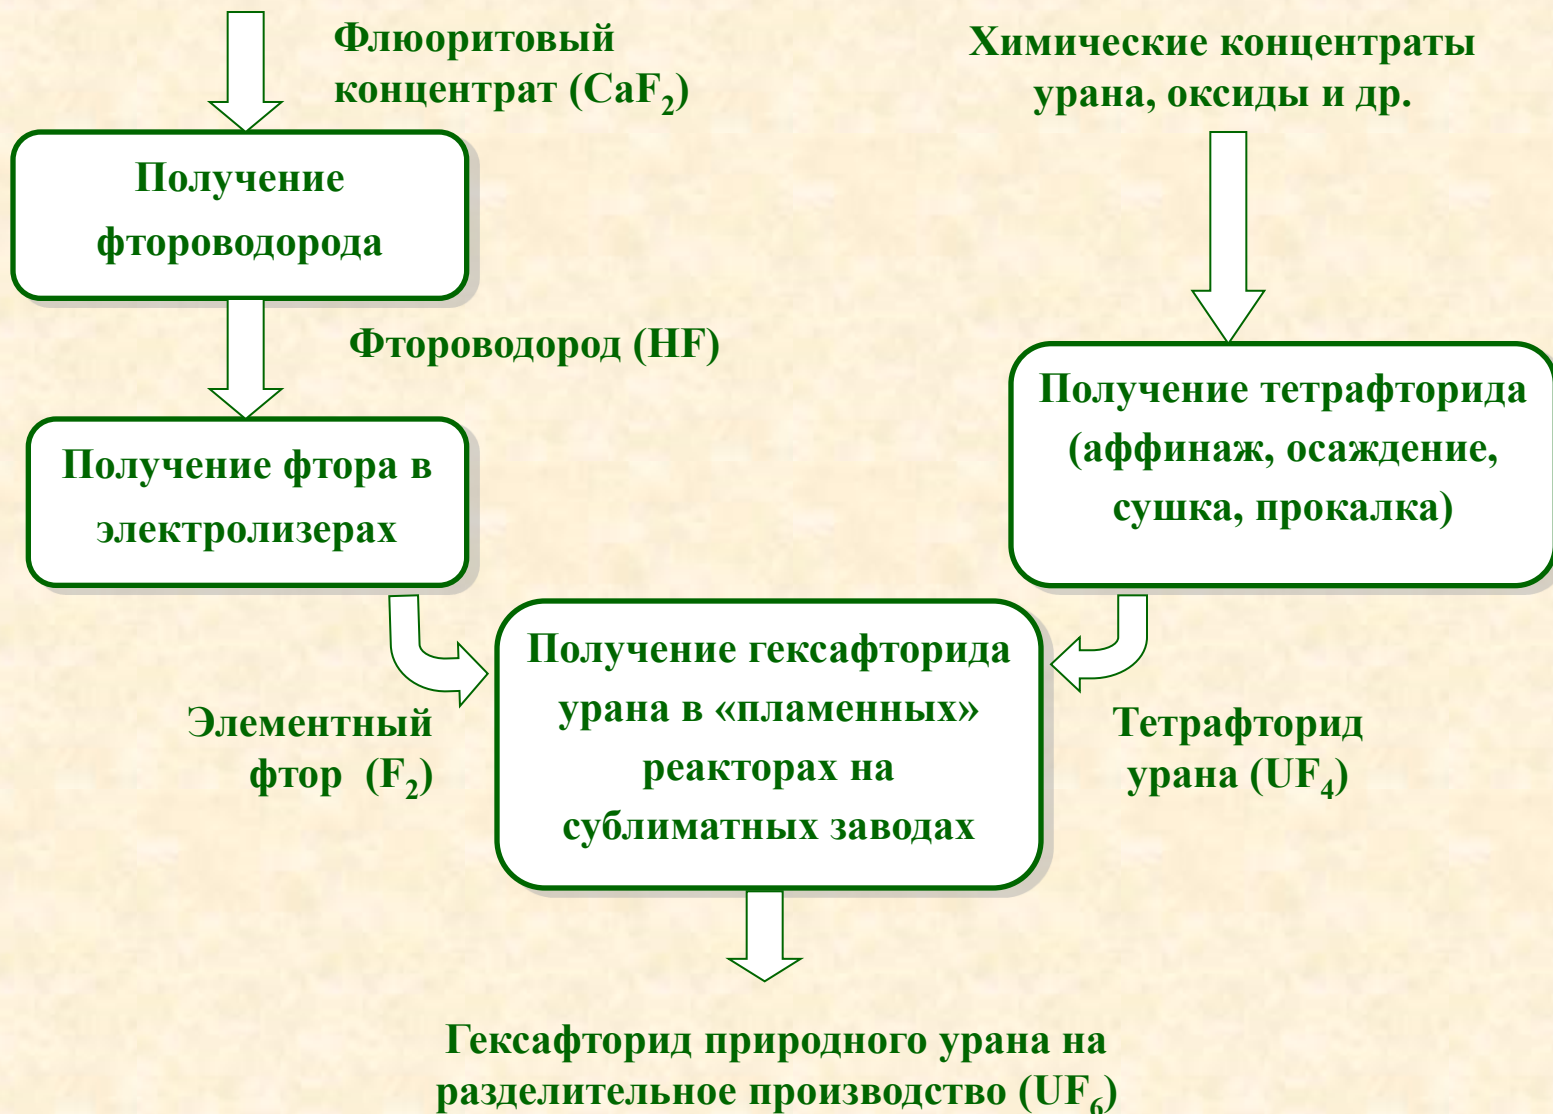 Флюоритовый
концентрат (CaF₂)
Химические концентраты
урана, оксиды и др.
Получение
фтороводорода
Фтороводород (HF)
Получение тетрафторида
(аффинаж, осаждение,
сушка, прокалка)
Получение фтора в
электролизерах
Получение гексафторида
урана в «пламенных»
реакторах на
сублиматных заводах
Элементный
фтор (F₂)
Тетрафторид
урана (UF₄)
Гексафторид природного урана на
разделительное производство (UF₆)